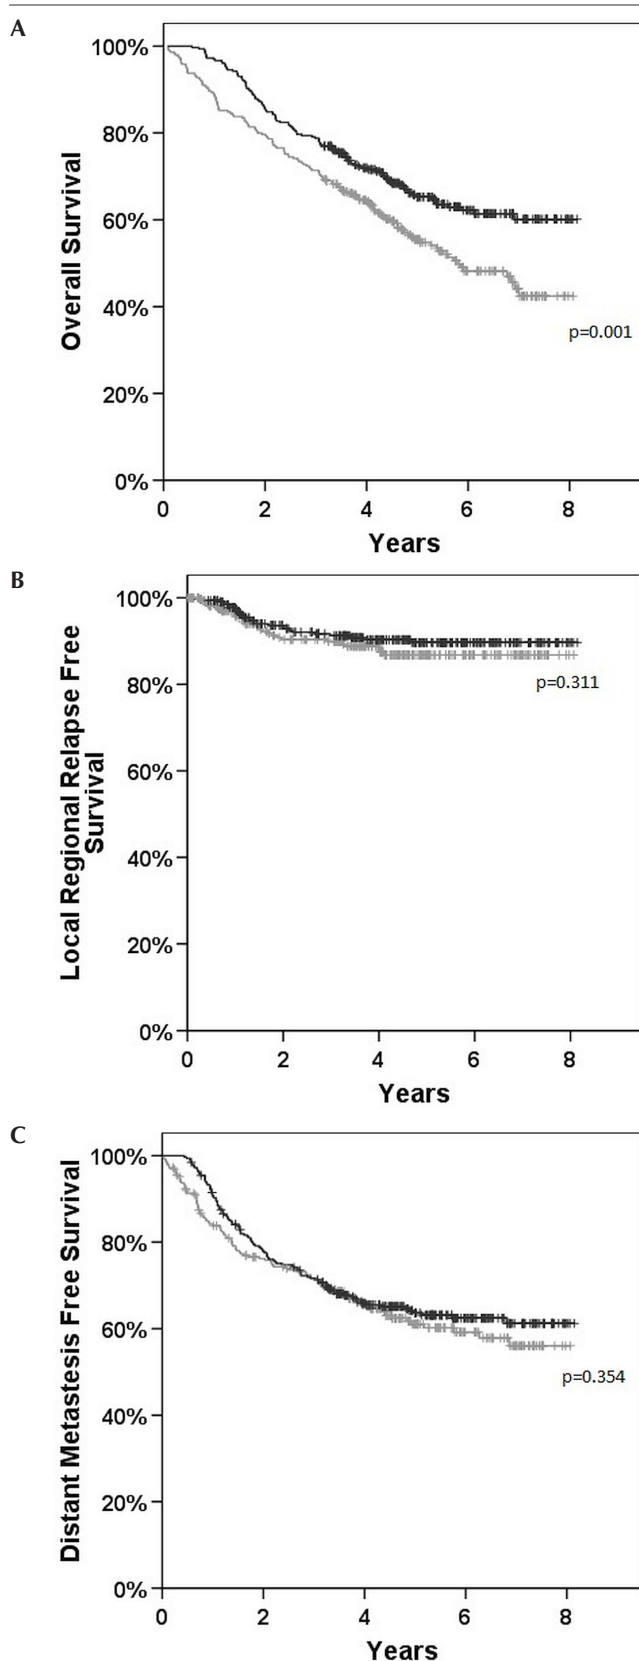 A
100%
80%
60%
40%
20%
0%
Overall Survival
p=0.001
0 2 4 6 8
Years
B
100%
80%
60%
40%
20%
0%
Local Regional Relapse Free
Survival
p=0.311
0 2 4 6 8
Years
C
100%
80%
60%
40%
20%
0%
Distant Metastesis Free Survival
p=0.354
0 2 4 6 8
Years